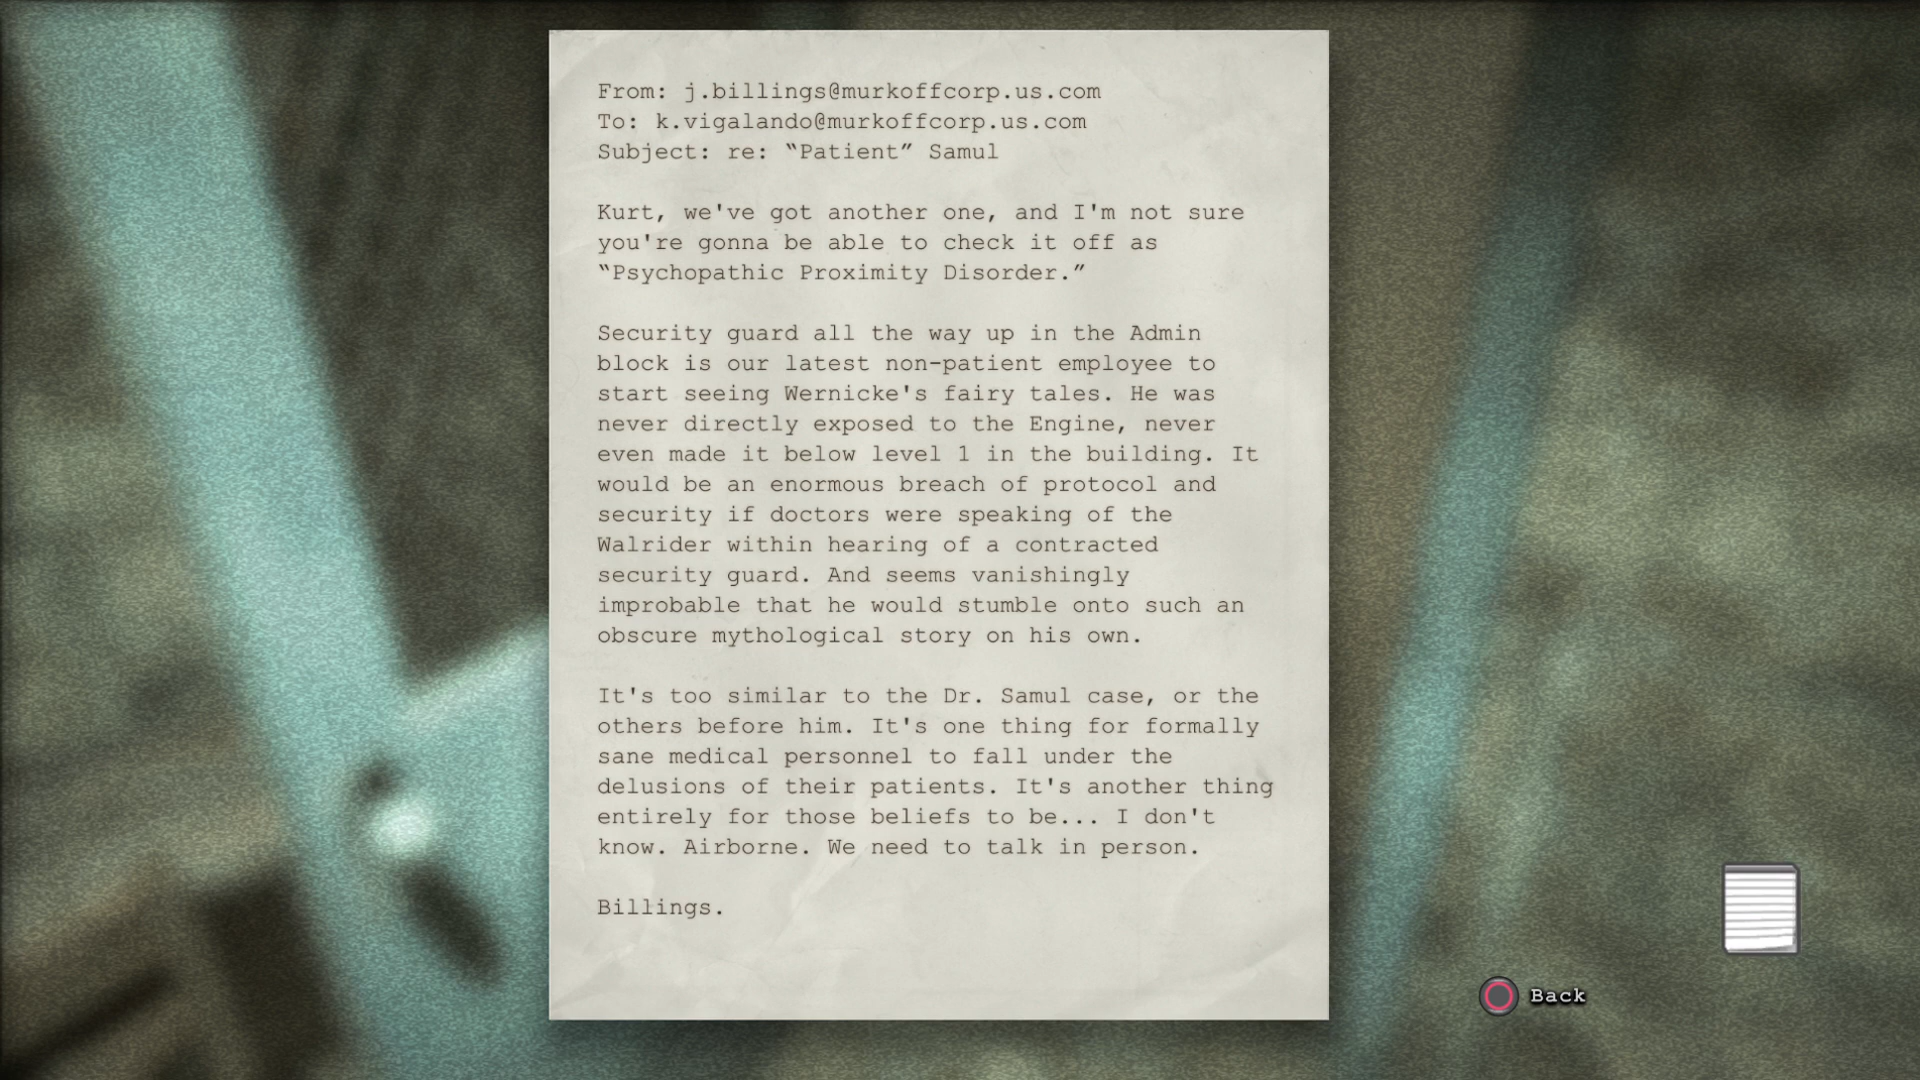 From: j.billings@murkoffcorp.us.com
To: k.vigalando@murkoffcorp.us.com
Subject: re: “Patient” Samul
Kurt, we've got another one, and I'm not sure
you're gonna be able to check it off as
“Psychopathic Proximity Disorder.”
Security guard all the way up in the Admin
block is our latest non-patient employee to
start seeing Wernicke's fairy tales. He was
never directly exposed to the Engine, never
even made it below level 1 in the building. It
would be an enormous breach of protocol and
security if doctors were speaking of the
Walrider within hearing of a contracted
security guard. And seems vanishingly
improbable that he would stumble onto such an
obscure mythological story on his own.
It's too similar to the Dr. Samul case, or the
others before him. It's one thing for formally
sane medical personnel to fall under the
delusions of their patients. It's another thing
entirely for those beliefs to be... I don't
know. Airborne. We need to talk in person.
Billings.
Back